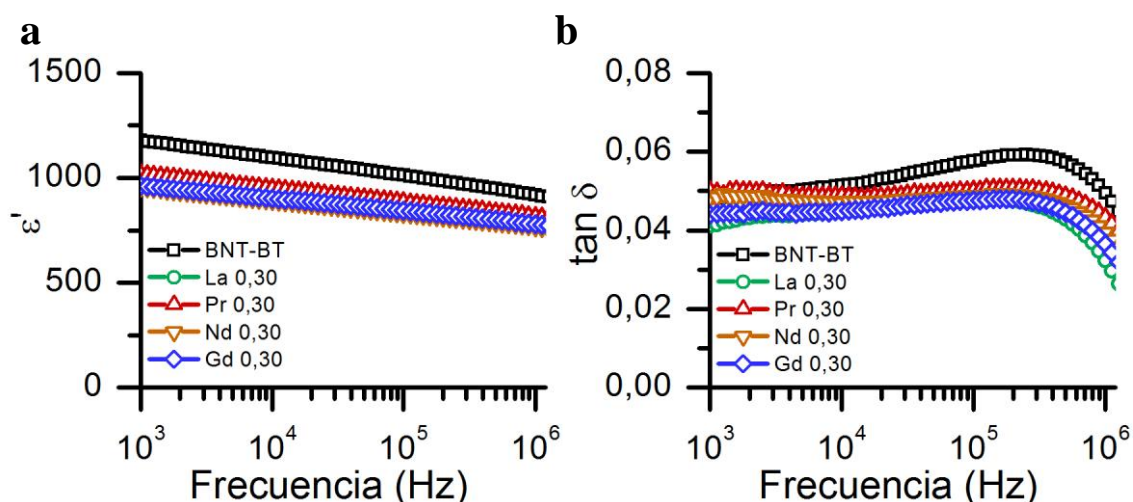 a
1500
1000
500
0
ε'
BNT-BT
La 0,30
Pr 0,30
Nd 0,30
Gd 0,30
10³ 10⁴ 10⁵ 10⁶
Frecuencia (Hz)
b
0,08
0,06
0,04
0,02
0,00
tan δ
BNT-BT
La 0,30
Pr 0,30
Nd 0,30
Gd 0,30
10³ 10⁴ 10⁵ 10⁶
Frecuencia (Hz)